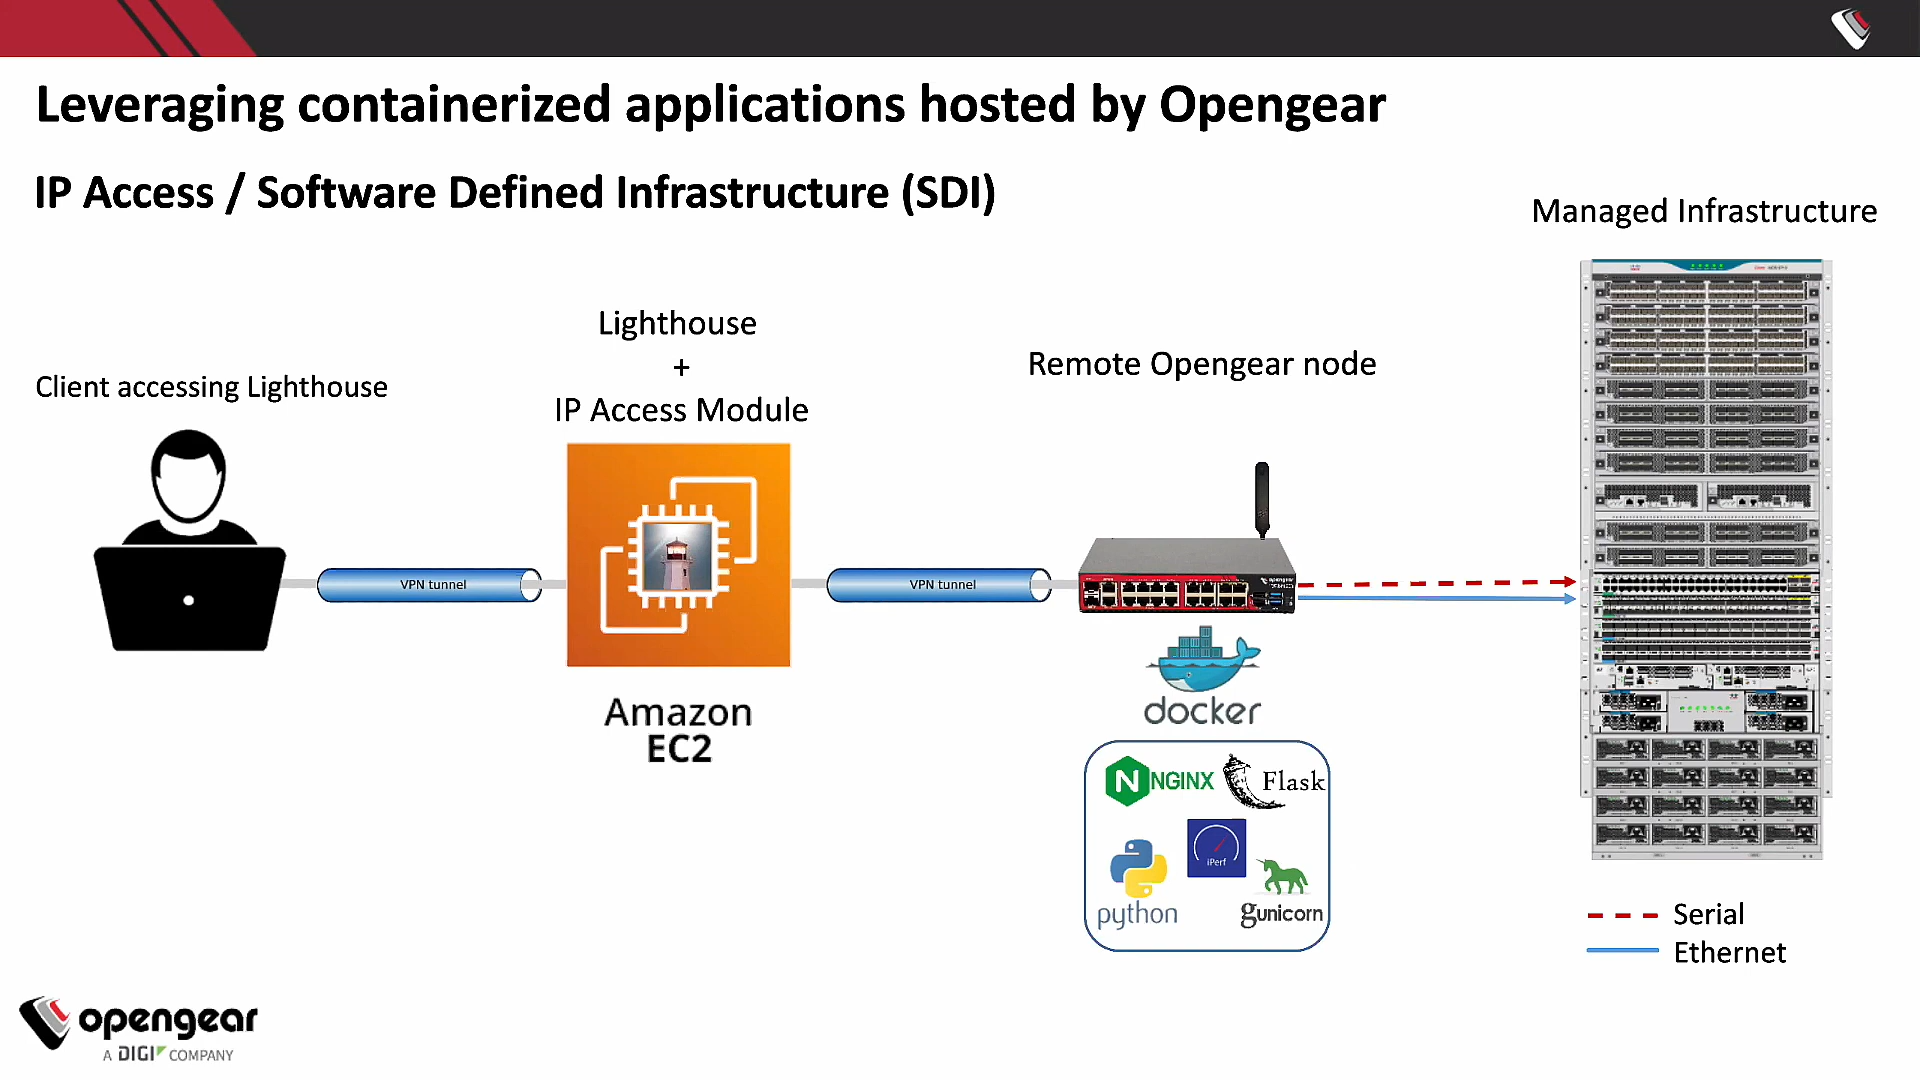 Leveraging containerized applications hosted by Opengear
IP Access / Software Defined Infrastructure (SDI)
Managed Infrastructure
Lighthouse
+
IP Access Module
Remote Opengear node
Client accessing Lighthouse
VPN tunnel
VPN tunnel
opengear
docker
Amazon
EC2
NGINX
Flask
iPerf
python
gunicorn
Serial
Ethernet
opengear
A DIGI COMPANY